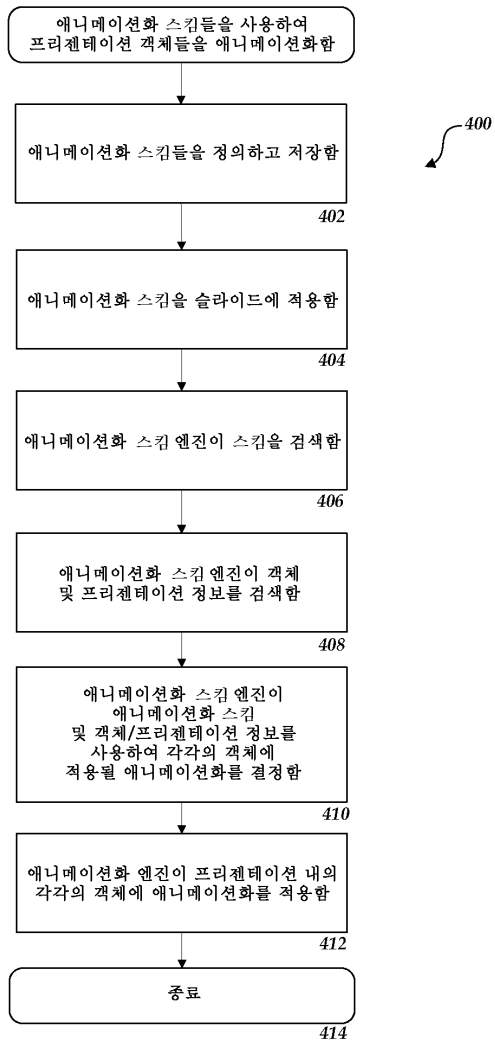 애니메이션화 스킴들을 사용하여
프리젠테이션 객체들을 애니메이션화함
400
애니메이션화 스킴들을 정의하고 저장함
402
애니메이션화 스킴을 슬라이드에 적용함
404
애니메이션화 스킴 엔진이 스킴을 검색함
406
애니메이션화 스킴 엔진이 객체
및 프리젠테이션 정보를 검색함
408
애니메이션화 스킴 엔진이
애니메이션화 스킴
및 객체/프리젠테이션 정보를
사용하여 각각의 객체에
적용될 애니메이션화를 결정함
410
애니메이션화 엔진이 프리젠테이션 내의
각각의 객체에 애니메이션화를 적용함
412
종료
414